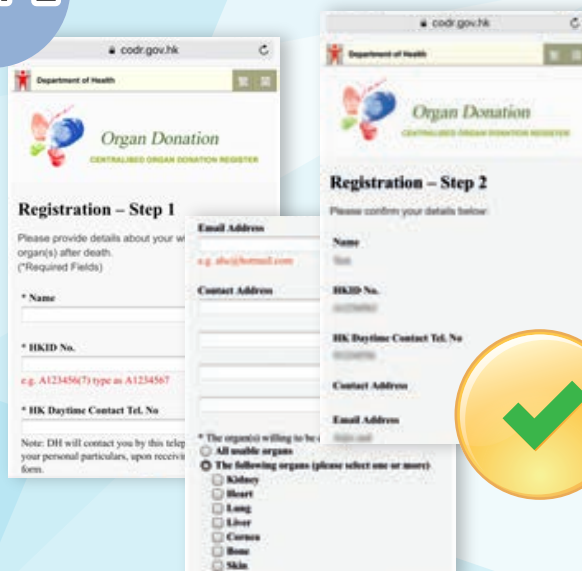 codr.gov.hk
Department of Health
繁 簡
Organ Donation
CENTRALISED ORGAN DONATION REGISTER
Registration – Step 1
Please provide details about your
organ(s) after death.
(*Required Fields)
* Name
* HKID No.
e.g. A123456(7) type as A1234567
* HK Daytime Contact Tel. No
Note: DH will contact you by this
your personal particulars, upon
form.
Email Address
e.g. abc@hotmail.com
Contact Address
* The organ(s) willing to be
All usable organs
The following organs (please select one or more)
Kidney
Heart
Lung
Liver
Cornea
Bone
Skin
codr.gov.hk
Department of Health
Organ Donation
CENTRALISED ORGAN DONATION REGISTER
Registration – Step 2
Please confirm your details below:
Name
HKID No.
HK Daytime Contact Tel. No
Contact Address
Email Address